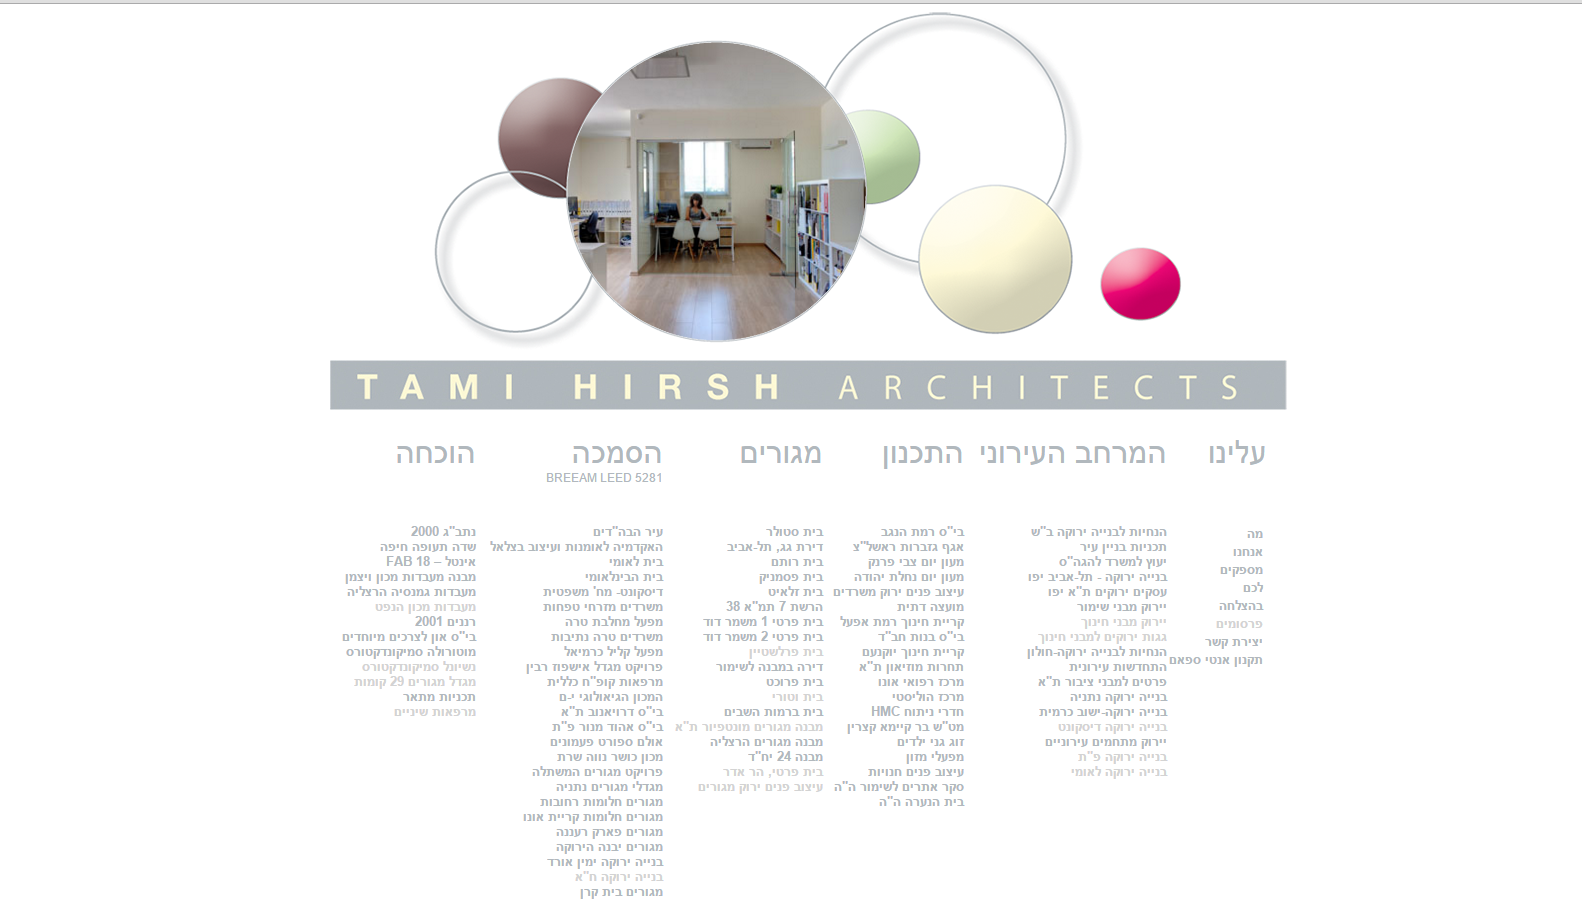 TAMI HIRSH ARCHITECTS
עלינו
מה
אנחנו
מספקים
לכם
בהצלחה
פרסומים
יצירת קשר
תקנון אנטי ספאם
המרחב העירוני
הנחיות לבנייה ירוקה ב"ש
תכניות בניין עיר
יעוץ למשרד להגה"ס
בנייה ירוקה - תל-אביב יפו
עסקים ירוקים ת"א יפו
יירוק מבני שימור
יירוק מבני חינוך
גגות ירוקים למבני חינוך
הנחיות לבנייה ירוקה-חולון
התחדשות עירונית
פרטים למבני ציבור ת"א
בנייה ירוקה נתניה
בנייה ירוקה-ישוב כרמית
בנייה ירוקה דיסקונט
יירוק מתחמים עירוניים
בנייה ירוקה פ"ת
בנייה ירוקה לאומי
התכנון
בי"ס רמת הנגב
אגף גזברות ראשל"צ
מעון יום צבי פרנק
מעון יום נחלת יהודה
עיצוב פנים ירוק משרדים
מועצה דתית
קריית חינוך רמת אפעל
בי"ס בנות חב"ד
קריית חינוך יוקנעם
תחרות מוזיאון ת"א
מרכז רפואי אונו
מרכז הוליסטי
חדרי ניתוח HMC
מט"ש בר קיימא קצרין
זוג גני ילדים
מפעלי מזון
עיצוב פנים חנויות
סקר אתרים לשימור ה"ה
בית הנערה ה"ה
מגורים
בית סטולר
דירת גג, תל-אביב
בית רותם
בית פסמניק
בית זלאיט
הרשת 7 תמ"א 38
בית פרטי 1 משמר דוד
בית פרטי 2 משמר דוד
בית פרלשטיין
דירה במבנה לשימור
בית פרוכט
בית וטורי
בית ברמות השבים
מבנה מגורים מונטפיור ת"א
מבנה מגורים הרצליה
מבנה 24 יח"ד
בית פרטי, הר אדר
עיצוב פנים ירוק מגורים
הסמכה
BREEAM LEED 5281
עיר הבה"דים
האקדמיה לאומנות ועיצוב בצלאל
בית לאומי
בית הבינלאומי
דיסקונט- מח' משפטית
משרדים מזרחי טפחות
מפעל מחלבת טרה
משרדים טרה נתיבות
מפעל קליל כרמיאל
פרויקט מגדל אישפוז רבין
מרפאות קופ"ח כללית
המכון הגיאולוגי י-ם
בי"ס דרויאנוב ת"א
בי"ס אהוד מנור פ"ת
אולם ספורט פעמונים
מכון כושר נווה שרת
פרויקט מגורים המשתלה
מגדלי מגורים נתניה
מגורים חלומות רחובות
מגורים חלומות קריית אונו
מגורים פארק רעננה
מגורים יבנה הירוקה
בנייה ירוקה ימין אורד
בנייה ירוקה ח"א
מגורים בית קרן
הוכחה
נתב"ג 2000
שדה תעופה חיפה
אינטל – FAB 18
מבנה מעבדות מכון ויצמן
מעבדות גמנסיה הרצליה
מעבדות מכון הנפט
רננים 2001
בי"ס און לצרכים מיוחדים
מוטורולה סמיקונדקטורס
נשיונל סמיקונדקטורס
מגדל מגורים 29 קומות
תכניות מתאר
מרפאות שיניים